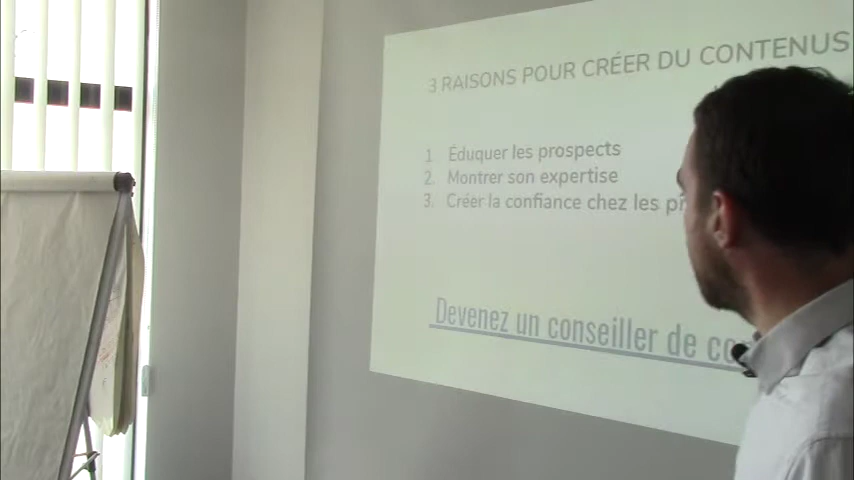 3 RAISONS POUR CRÉER DU CONTENUS
1. Éduquer les prospects
2. Montrer son expertise
3. Créer la confiance chez les
Devenez un conseiller de